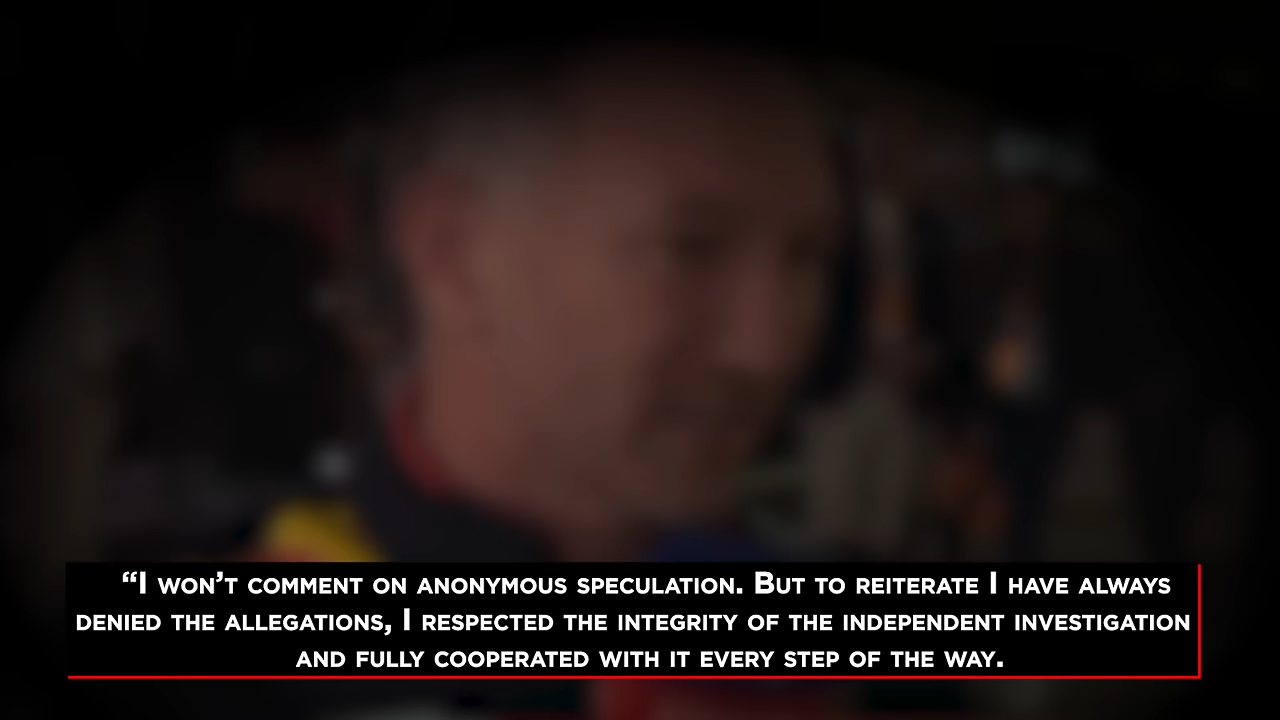 “I won’t comment on anonymous speculation. But to reiterate I have always
denied the allegations, I respected the integrity of the independent investigation
and fully cooperated with it every step of the way.